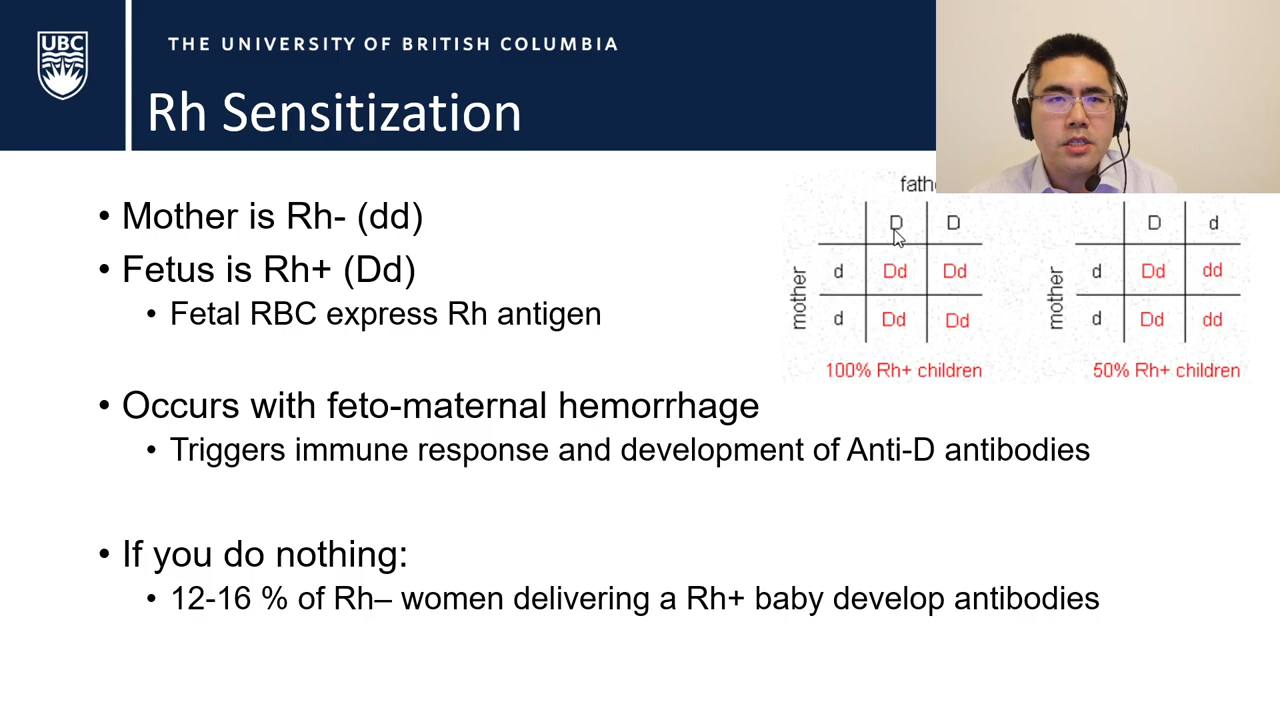 UBC
THE UNIVERSITY OF BRITISH COLUMBIA
Rh Sensitization
• Mother is Rh- (dd)
• Fetus is Rh+ (Dd)
• Fetal RBC express Rh antigen
• Occurs with feto-maternal hemorrhage
• Triggers immune response and development of Anti-D antibodies
• If you do nothing:
• 12-16 % of Rh– women delivering a Rh+ baby develop antibodies
D D
mother
d Dd Dd
d Dd Dd
100% Rh+ children
D d
mother
d Dd dd
d Dd dd
50% Rh+ children